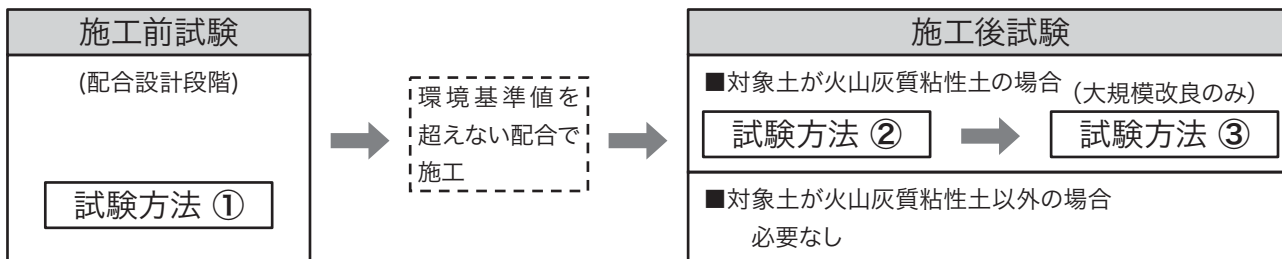 施工前試験
(配合設計段階)
試験方法 ①
環境基準値を
超えない配合で
施工
施工後試験
■対象土が火山灰質粘性土の場合
(大規模改良のみ)
試験方法 ②
試験方法 ③
■対象土が火山灰質粘性土以外の場合
必要なし